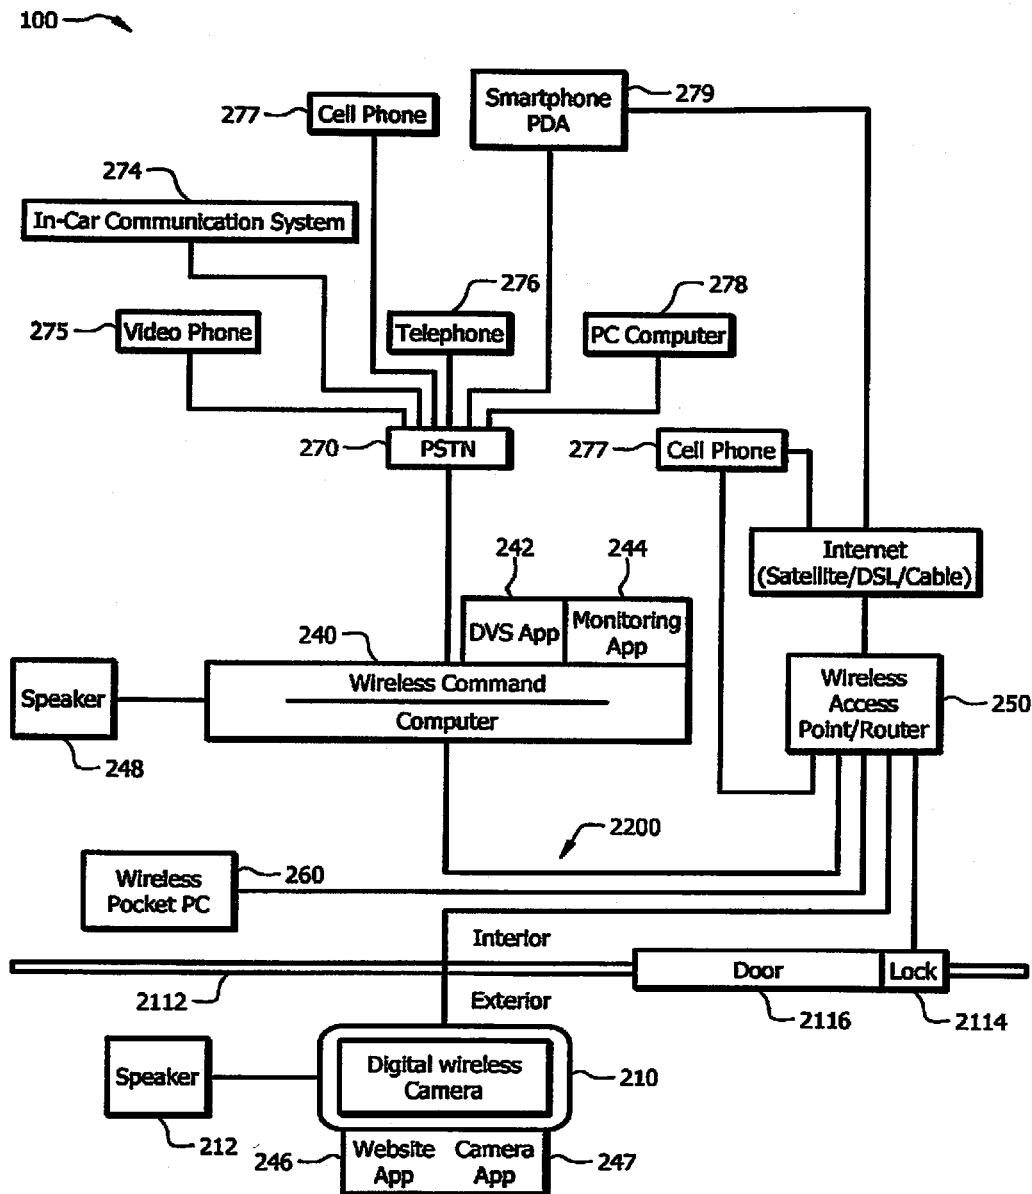 100
277
Cell Phone
Smartphone
PDA
279
274
In-Car Communication System
276
278
275
Video Phone
Telephone
PC Computer
270
PSTN
277
Cell Phone
242
244
Internet
(Satellite/DSL/Cable)
240
DVS App
Monitoring
App
Speaker
Wireless Command
Computer
Wireless
Access
Point/Router
250
248
2200
Wireless
Pocket PC
260
Interior
Door
Lock
2112
Exterior
2116
2114
Speaker
Digital wireless
Camera
210
212
246
Website
App
Camera
App
247